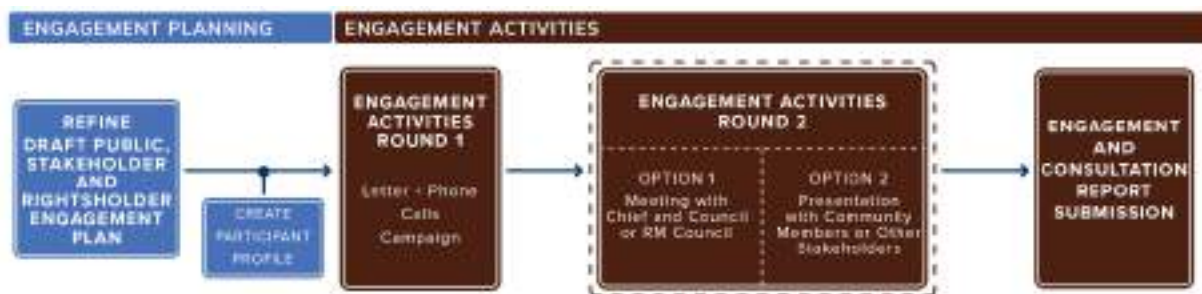 ENGAGEMENT PLANNING
ENGAGEMENT ACTIVITIES
REFINE
DRAFT PUBLIC,
STAKEHOLDER
AND
RIGHTSHOLDER
ENGAGEMENT
PLAN
CREATE
PARTICIPANT
PROFILE
ENGAGEMENT
ACTIVITIES
ROUND 1
Letter + Phone
Calls
Campaign
ENGAGEMENT ACTIVITIES
ROUND 2
OPTION 1
Meeting with
Chief and Council
or RM Council
OPTION 2
Presentation
with Community
Members or Other
Stakeholders
ENGAGEMENT
AND
CONSULTATION
REPORT
SUBMISSION